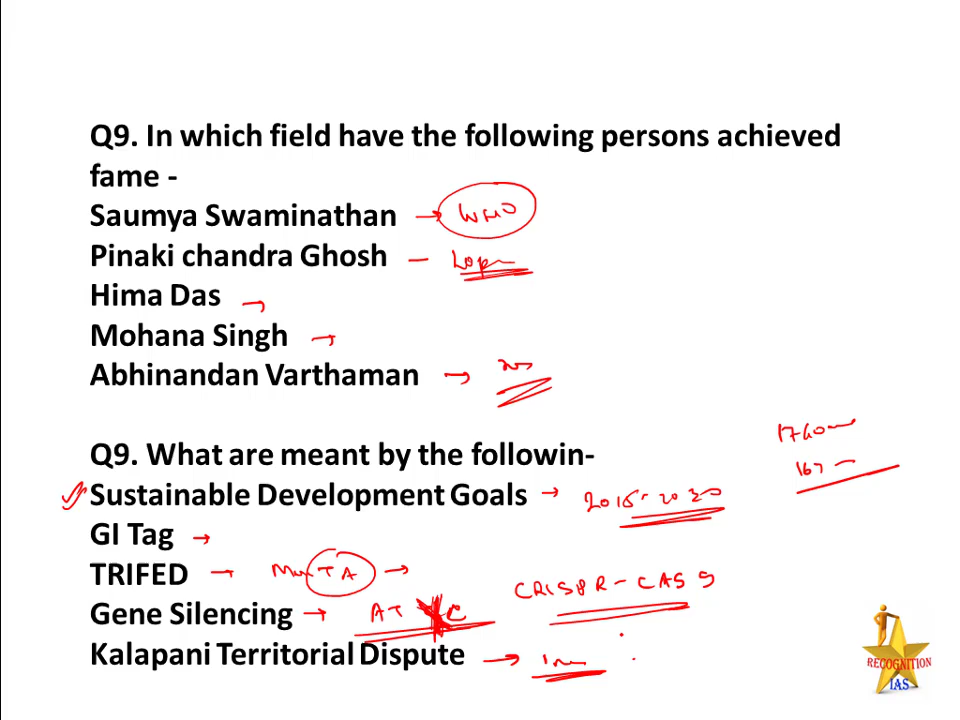 Q9. In which field have the following persons achieved
fame -
Saumya Swaminathan → WHO
Pinaki chandra Ghosh –
Hima Das →
Mohana Singh →
Abhinandan Varthaman →
Q9. What are meant by the followin-
Sustainable Development Goals → 2015-2030
GI Tag →
TRIFED → TA →
CRISPR-CAS 9
Gene Silencing → AT C
Kalapani Territorial Dispute →
RECOGNITION
IAS